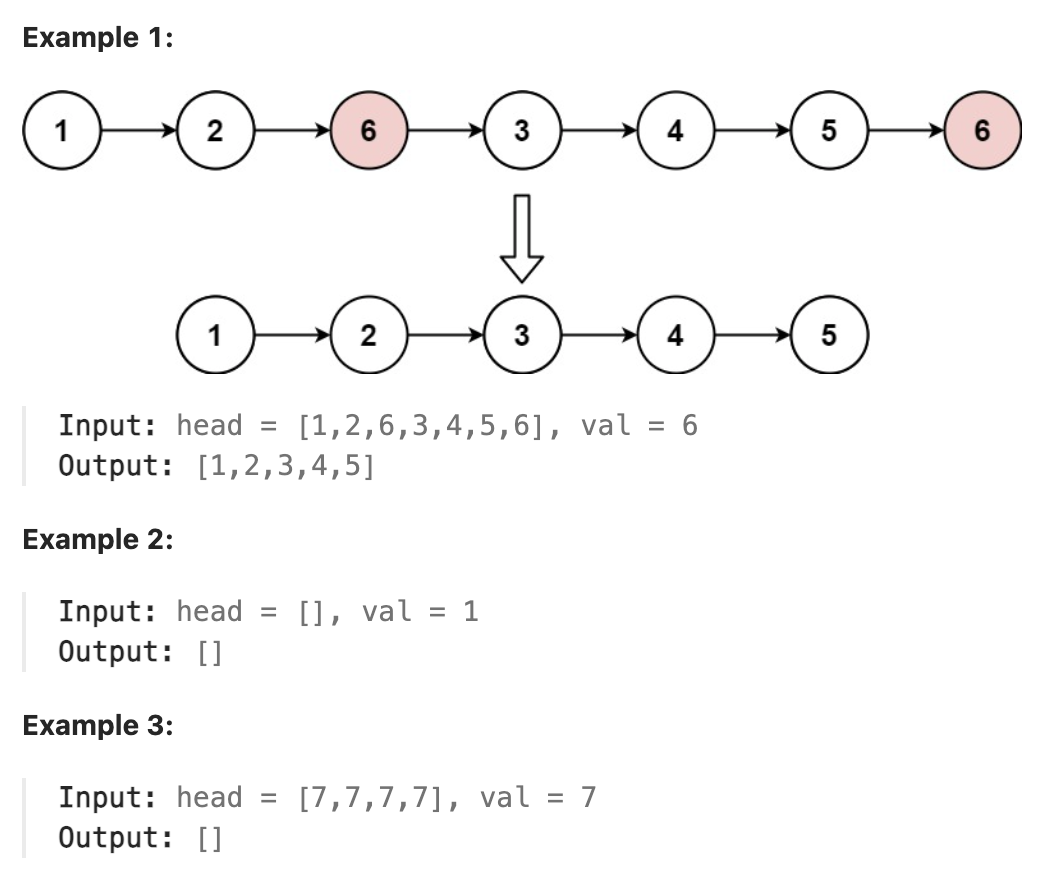 Example 1:
1 2 6 3 4 5 6
1 2 3 4 5
Input: head = [1,2,6,3,4,5,6], val = 6
Output: [1,2,3,4,5]
Example 2:
Input: head = [], val = 1
Output: []
Example 3:
Input: head = [7,7,7,7], val = 7
Output: []